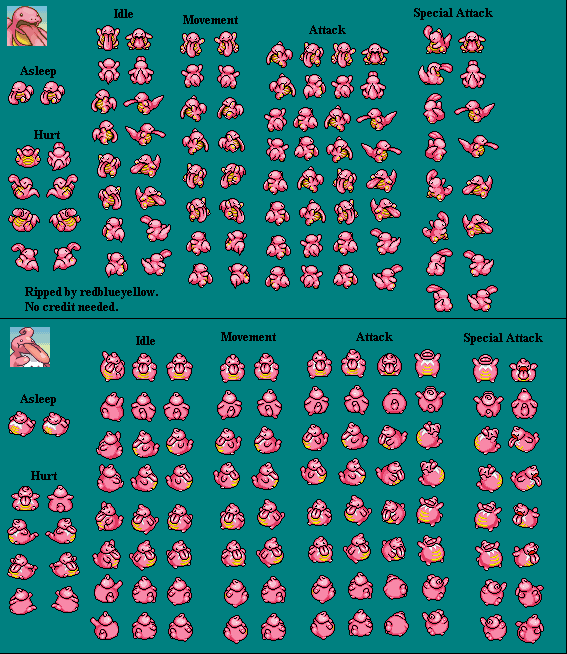 Idle
Movement
Attack
Special Attack
Asleep
Hurt
Ripped by redblueyellow.
No credit needed.
Idle
Movement
Attack
Special Attack
Asleep
Hurt